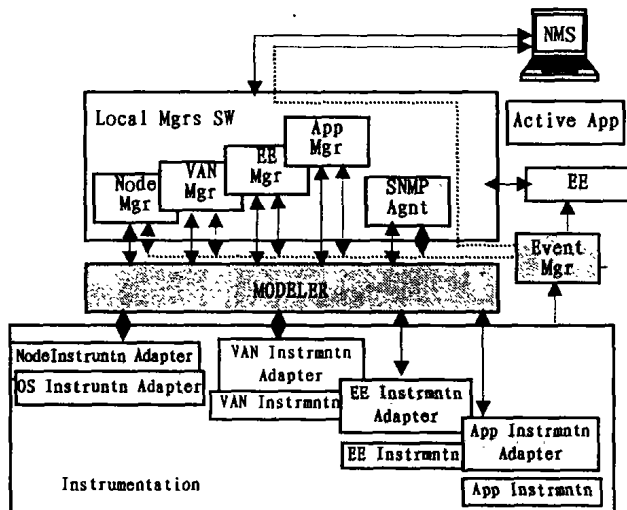 NMS
Local Mgrs SW
App
Mgr
Active App
EE
Mgr
VAN
Mgr
Node
Mgr
SNMP
Agnt
EE
Event
Mgr
MODELER
NodeInstruntn Adapter
OS Instruntn Adapter
VAN Instrmntn
Adapter
VAN Instrmntn
EE Instrmntn
Adapter
EE Instrmntn
App Instrmntn
Adapter
App Instrmntn
Instrumentation